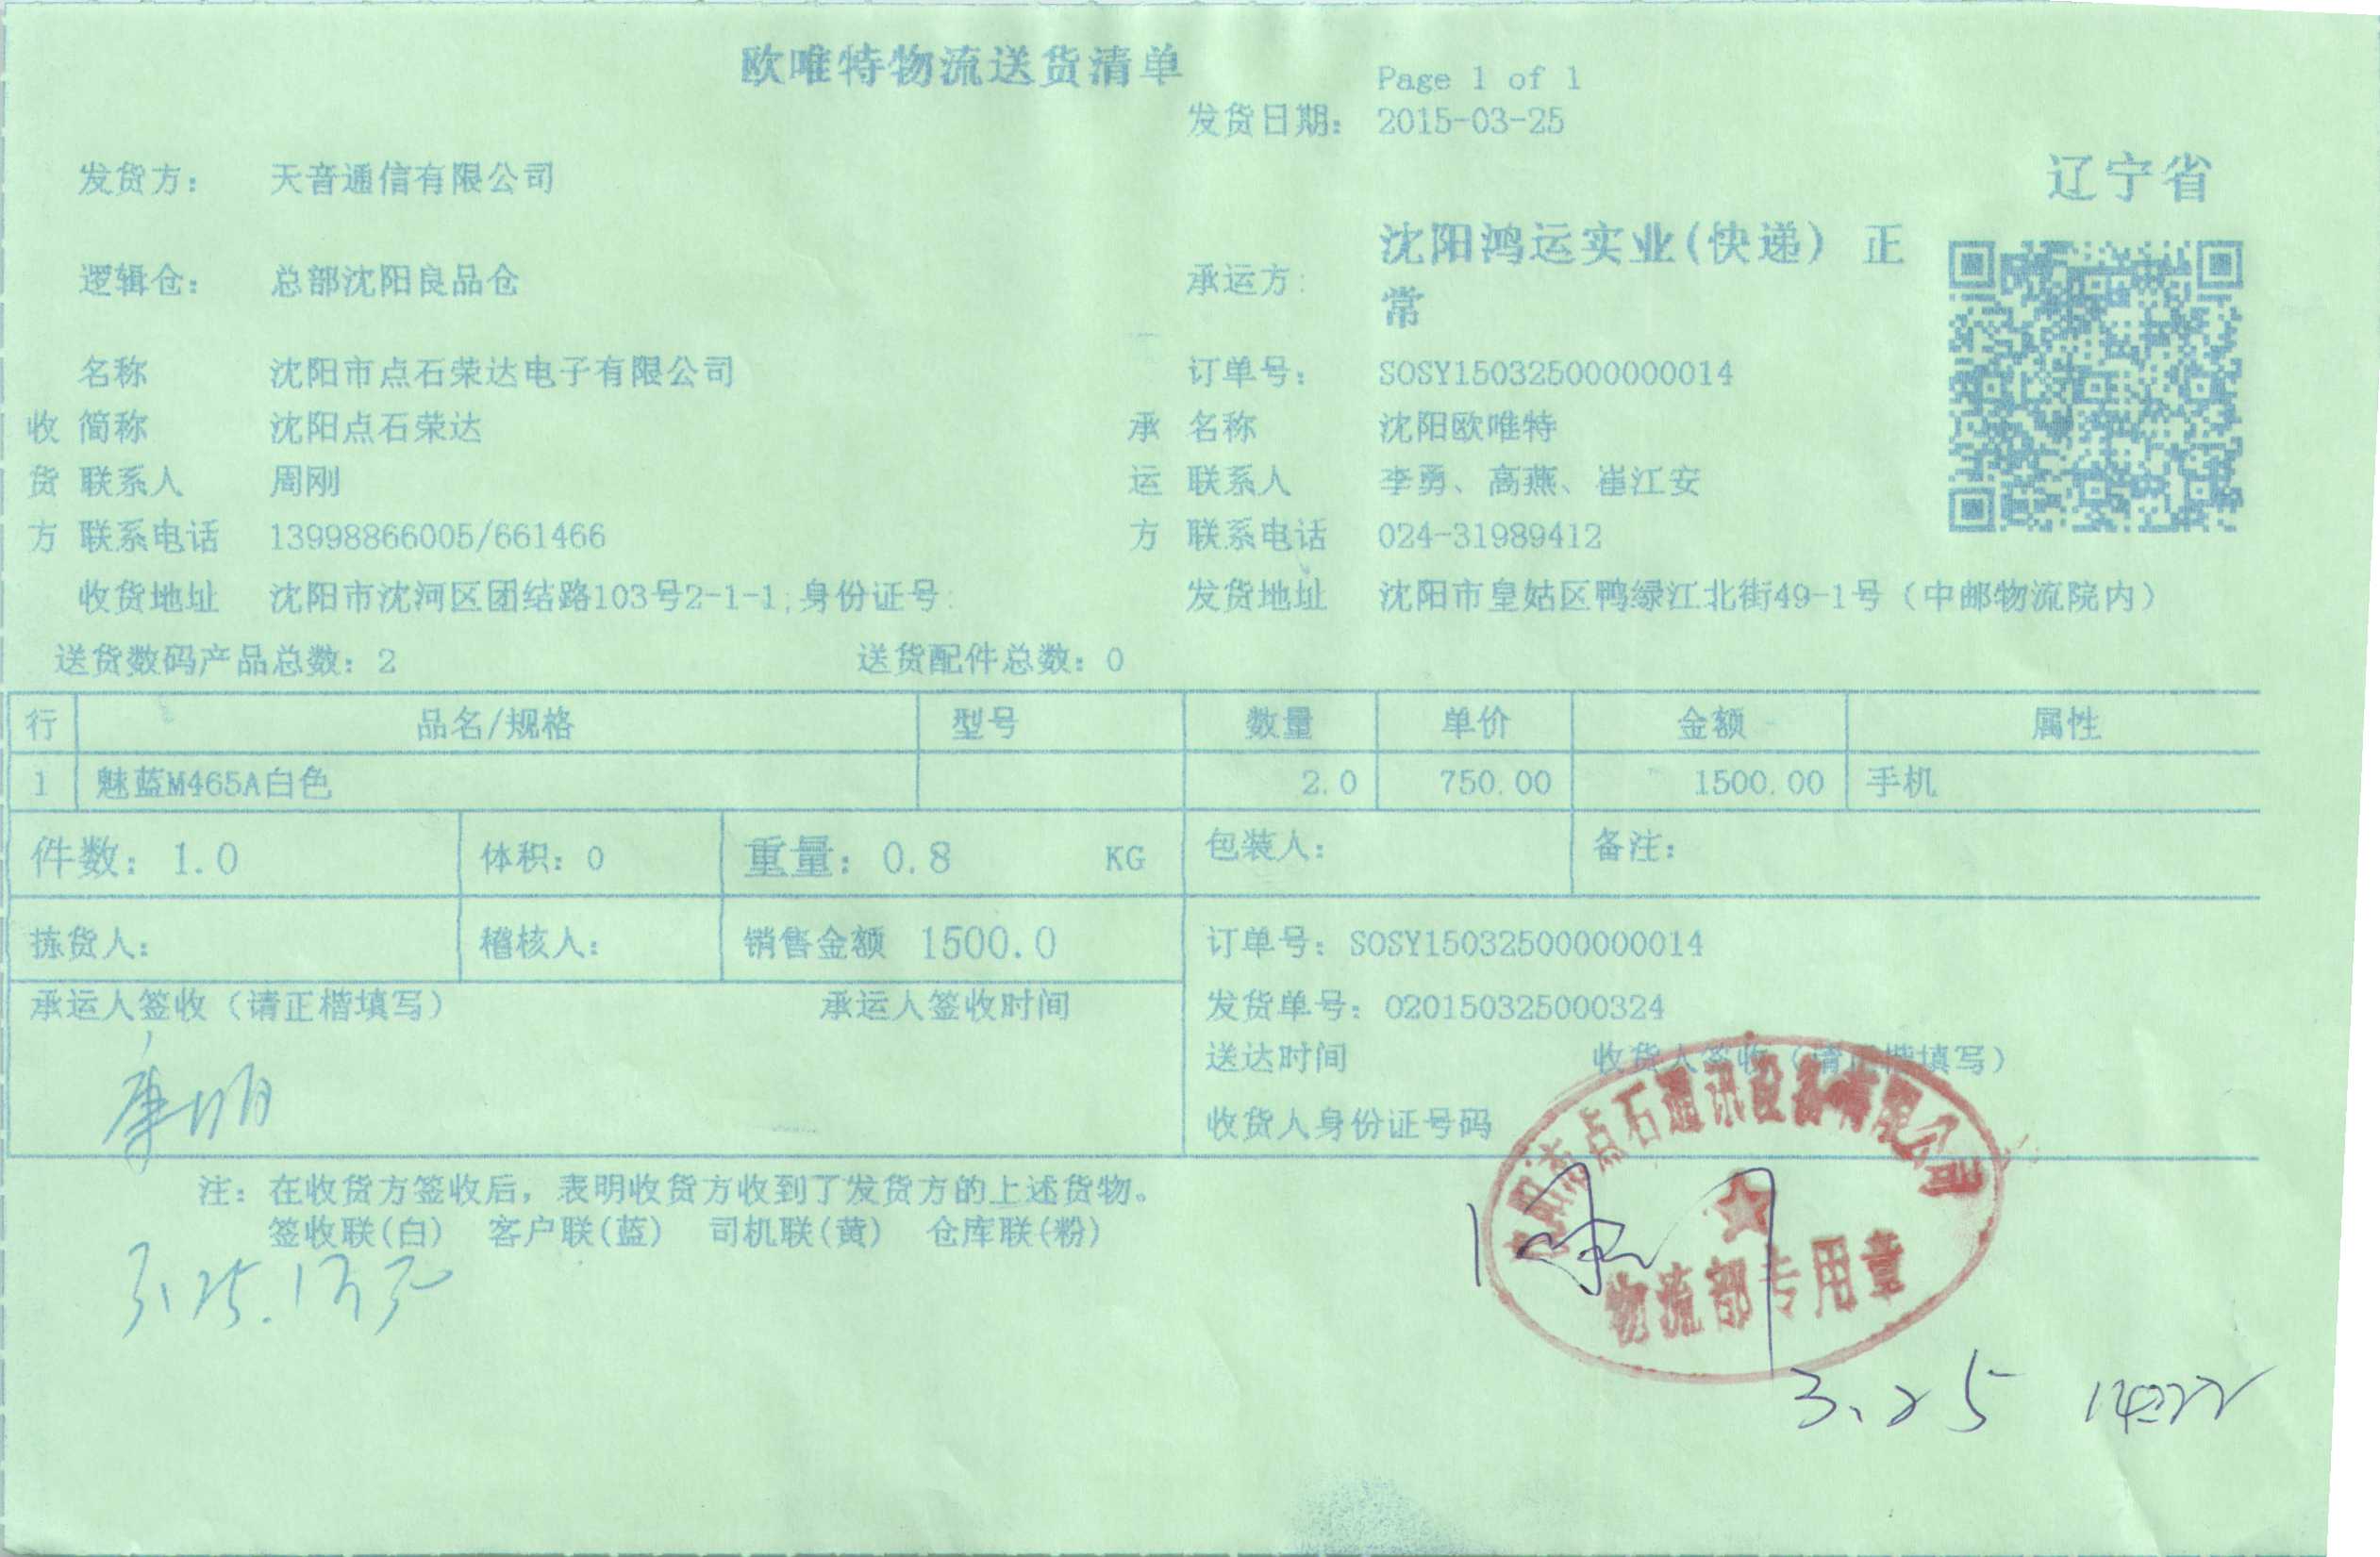 欧唯特物流送货清单
Page 1 of 1
发货日期: 2015-03-25
发货方: 天音通信有限公司
辽宁省
逻辑仓: 总部沈阳良品仓
承运方: 沈阳鸿运实业(快递) 正
常
名称 沈阳市点石荣达电子有限公司 订单号: SOSY150325000000014
收 简称 沈阳点石荣达 承 名称 沈阳欧唯特
货 联系人 周刚 运 联系人 李勇、高燕、崔江安
方 联系电话 13998866005/661466 方 联系电话 024-31989412
收货地址 沈阳市沈河区团结路103号2-1-1,身份证号: 发货地址 沈阳市皇姑区鸭绿江北街49-1号(中邮物流院内)
送货数码产品总数: 2 送货配件总数: 0
行 品名/规格 型号 数量 单价 金额 属性
1 魅蓝M465A白色 2.0 750.00 1500.00 手机
件数: 1.0 体积: 0 重量: 0.8 KG 包装人: 备注:
拣货人: 稽核人: 销售金额 1500.0 订单号: SOSY150325000000014
承运人签收(请正楷填写) 承运人签收时间 发货单号: 020150325000324
送达时间 收货人签收(请正楷填写)
收货人身份证号码
点石通讯设备有限公司
物流部专用章
注: 在收货方签收后, 表明收货方收到了发货方的上述货物。
签收联(白) 客户联(蓝) 司机联(黄) 仓库联(粉)
3.25